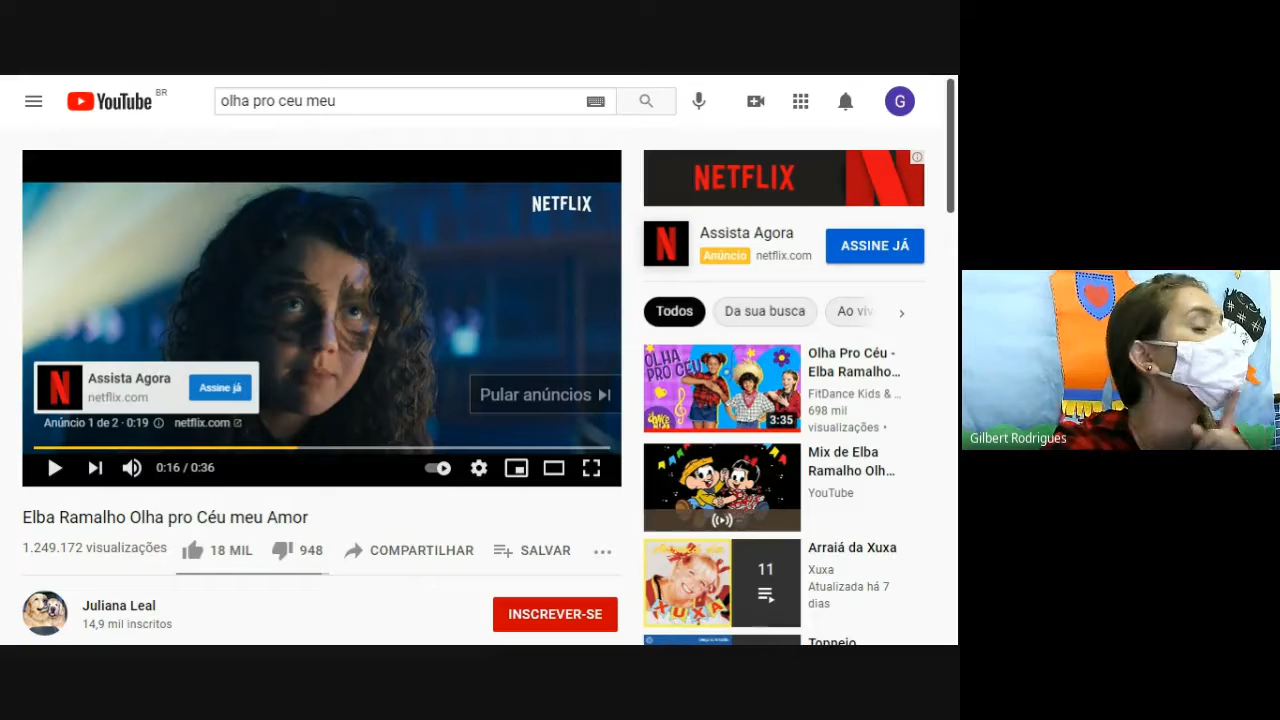 YouTube BR
olha pro ceu meu
G
NETFLIX
Assista Agora
netflix.com
Assine já
Pular anúncios
Anúncio 1 de 2 · 0:19
netflix.com
0:16 / 0:36
Elba Ramalho Olha pro Céu meu Amor
1.249.172 visualizações
18 MIL
948
COMPARTILHAR
SALVAR
Juliana Leal
14,9 mil inscritos
INSCREVER-SE
NETFLIX
N
Assista Agora
Anúncio netflix.com
ASSINE JÁ
Todos
Da sua busca
Ao viv
OLHA
PRO CÉU
3:35
Olha Pro Céu -
Elba Ramalho...
FitDance Kids & ...
698 mil
visualizações •
Mix de Elba
Ramalho Olh...
YouTube
XUXA
11
Arraiá da Xuxa
Xuxa
Atualizada há 7
dias
Gilbert Rodrigues